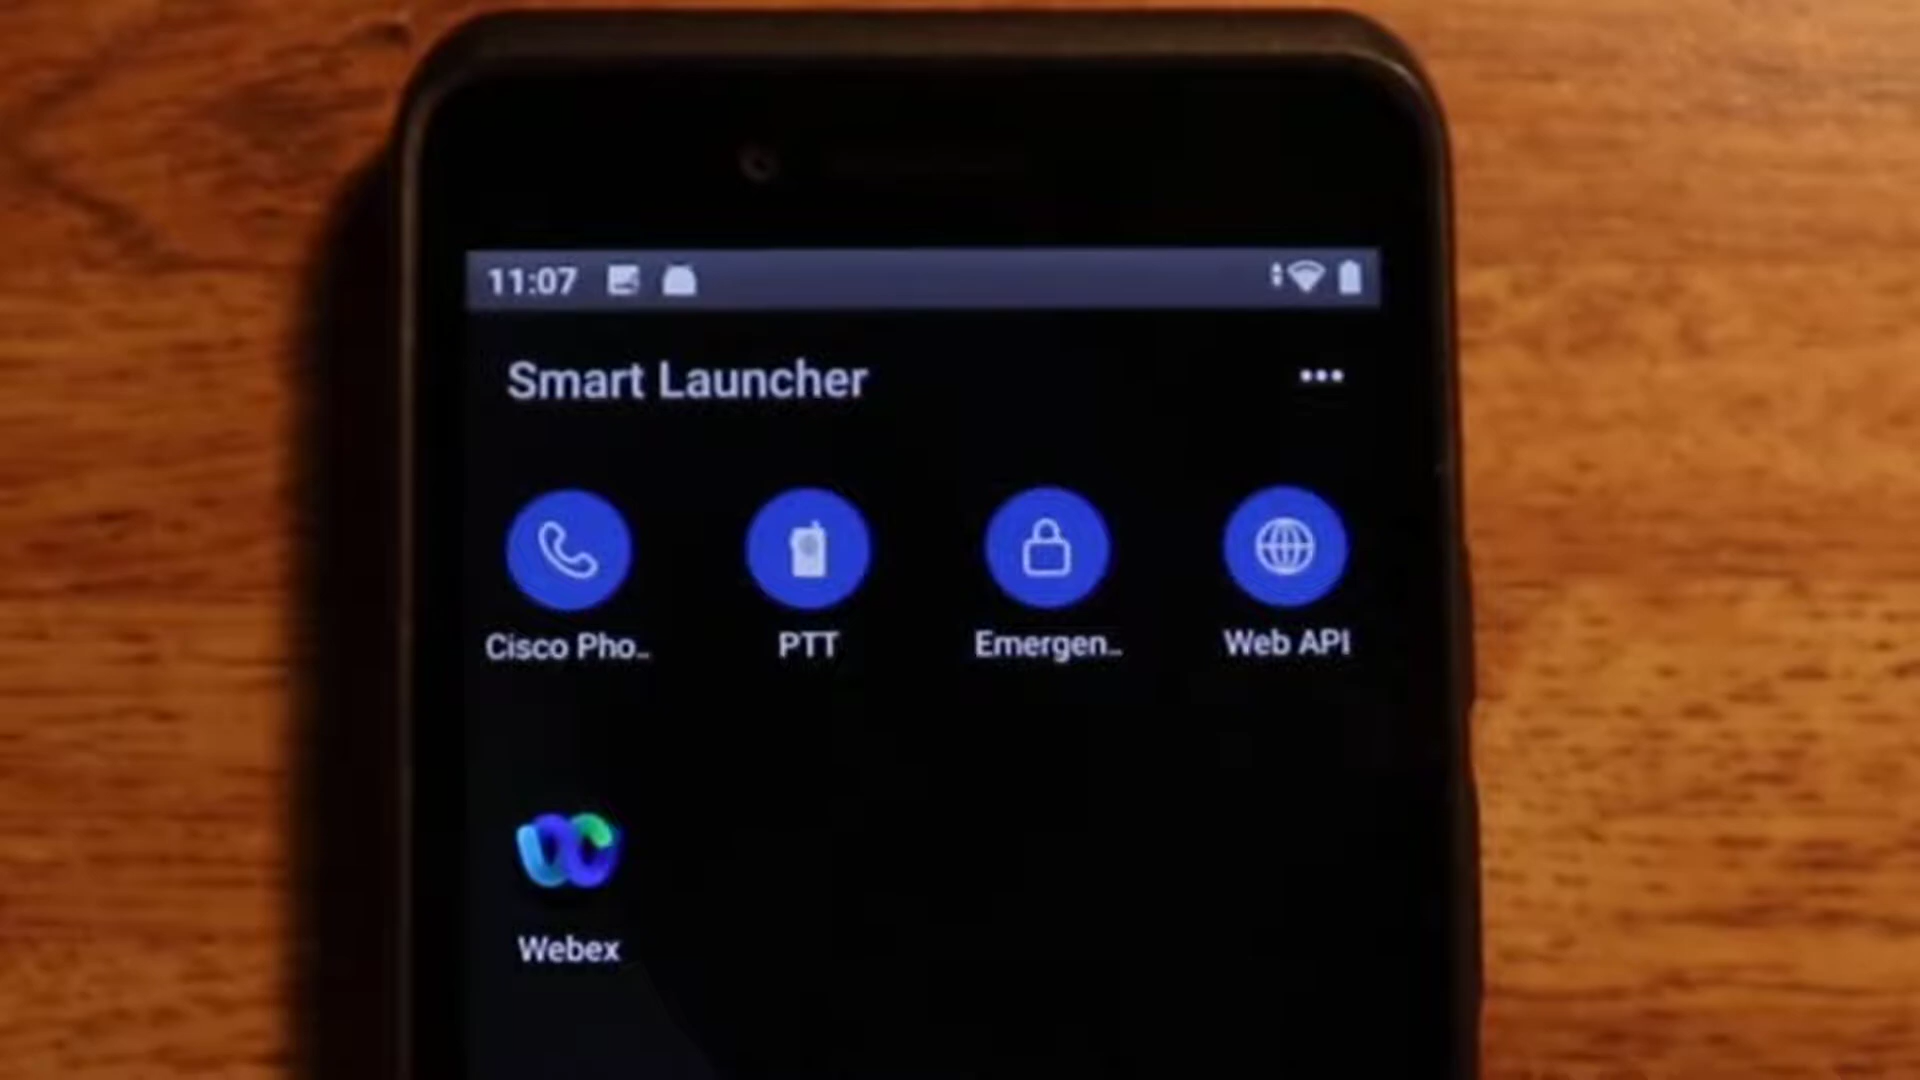 11:07
Smart Launcher
Cisco Pho..
PTT
Emergen..
Web API
Webex